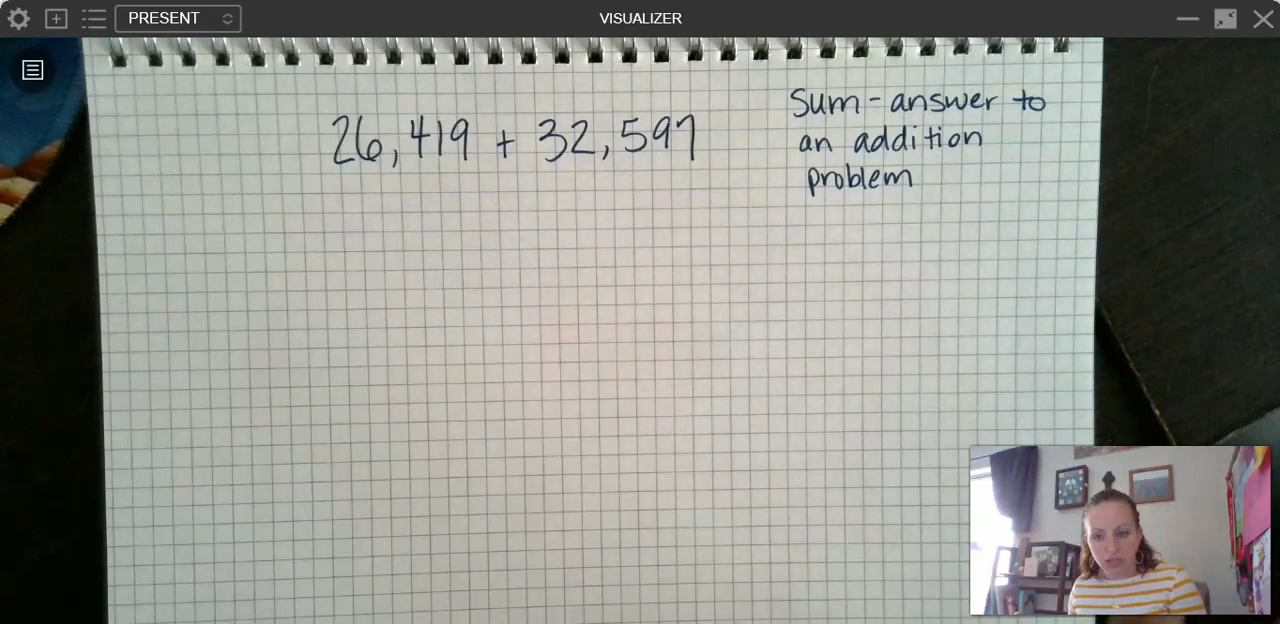 PRESENT
VISUALIZER
26,419 + 32,597
Sum - answer to
an addition
problem